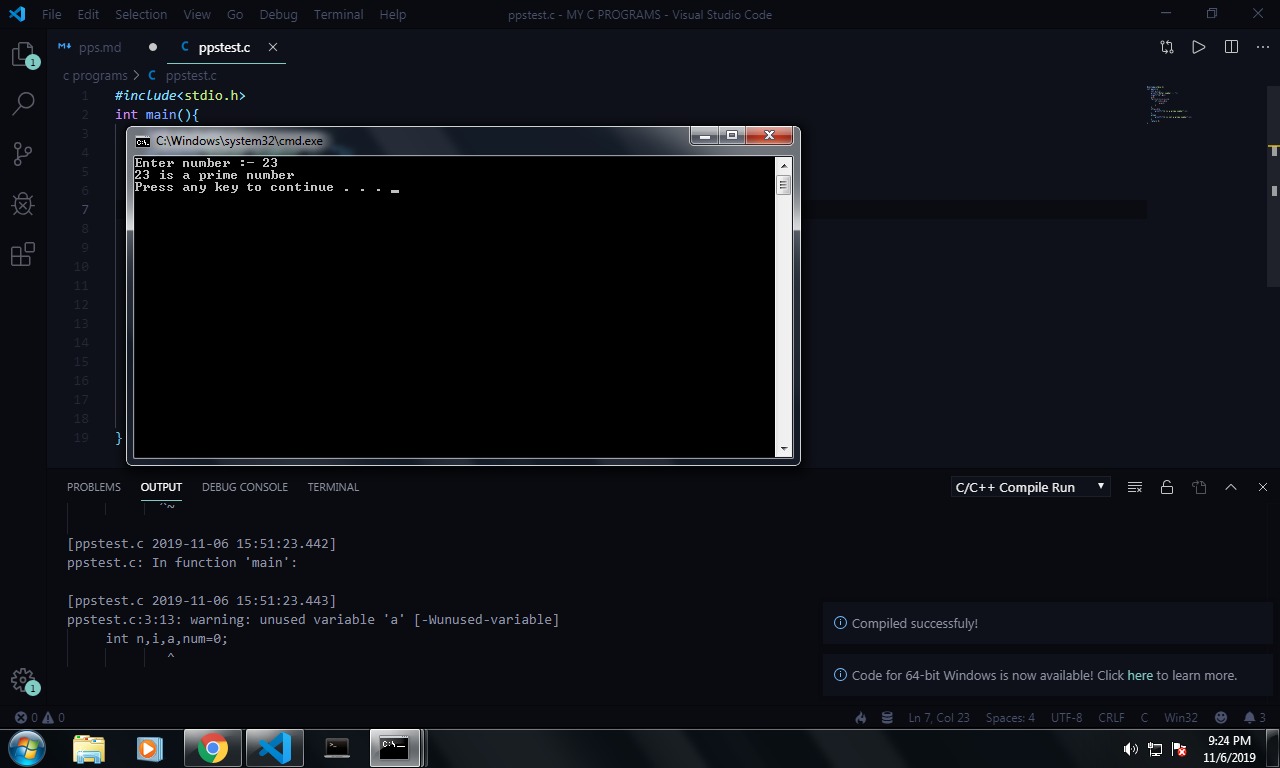 File Edit Selection View Go Debug Terminal Help ppstest.c - MY C PROGRAMS - Visual Studio Code
pps.md ppstest.c
c programs > C ppstest.c
1 #include<stdio.h>
2 int main(){
3
4
5
6
7
8
9
10
11
12
13
14
15
16
17
18
19 }
C:\Windows\system32\cmd.exe
Enter number :- 23
23 is a prime number
Press any key to continue . . .
PROBLEMS OUTPUT DEBUG CONSOLE TERMINAL C/C++ Compile Run
^~
[ppstest.c 2019-11-06 15:51:23.442]
ppstest.c: In function 'main':
[ppstest.c 2019-11-06 15:51:23.443]
ppstest.c:3:13: warning: unused variable 'a' [-Wunused-variable]
int n,i,a,num=0;
^
Compiled successfuly!
Code for 64-bit Windows is now available! Click here to learn more.
1
1
0 0 Ln 7, Col 23 Spaces: 4 UTF-8 CRLF C Win32 3
9:24 PM
11/6/2019